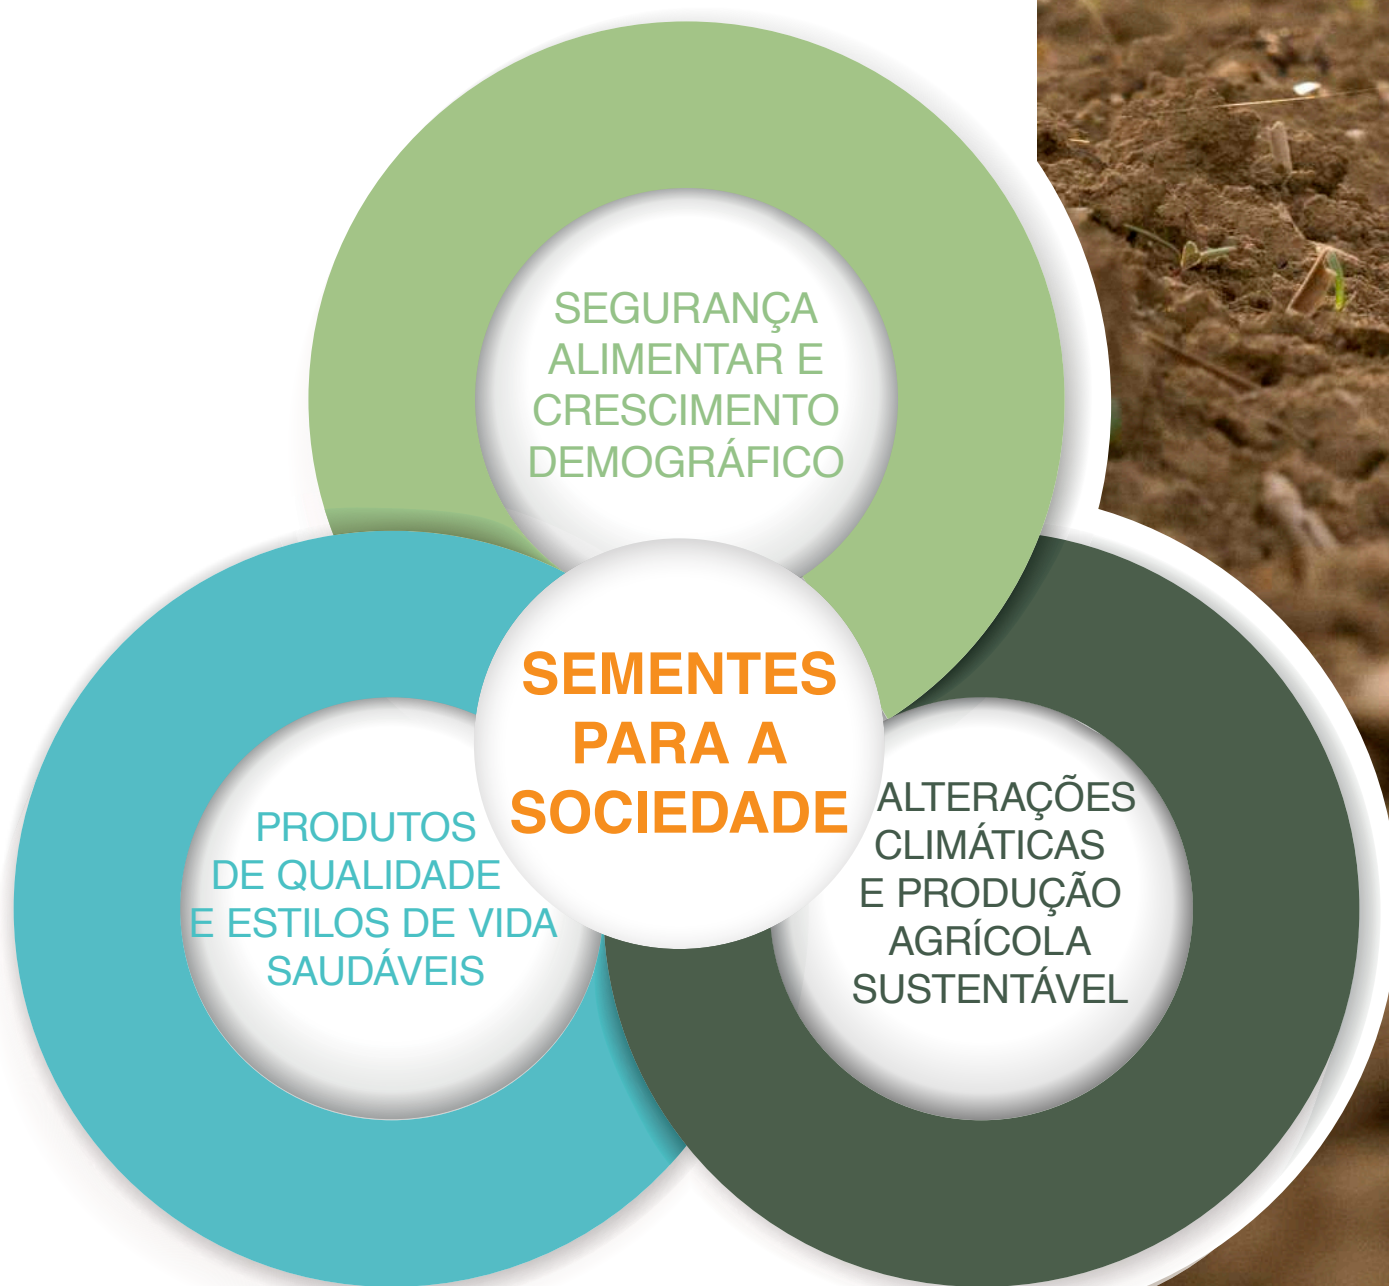 SEGURANÇA
ALIMENTAR E
CRESCIMENTO
DEMOGRÁFICO
SEMENTES
PARA A
SOCIEDADE
PRODUTOS
DE QUALIDADE
E ESTILOS DE VIDA
SAUDÁVEIS
ALTERAÇÕES
CLIMÁTICAS
E PRODUÇÃO
AGRÍCOLA
SUSTENTÁVEL